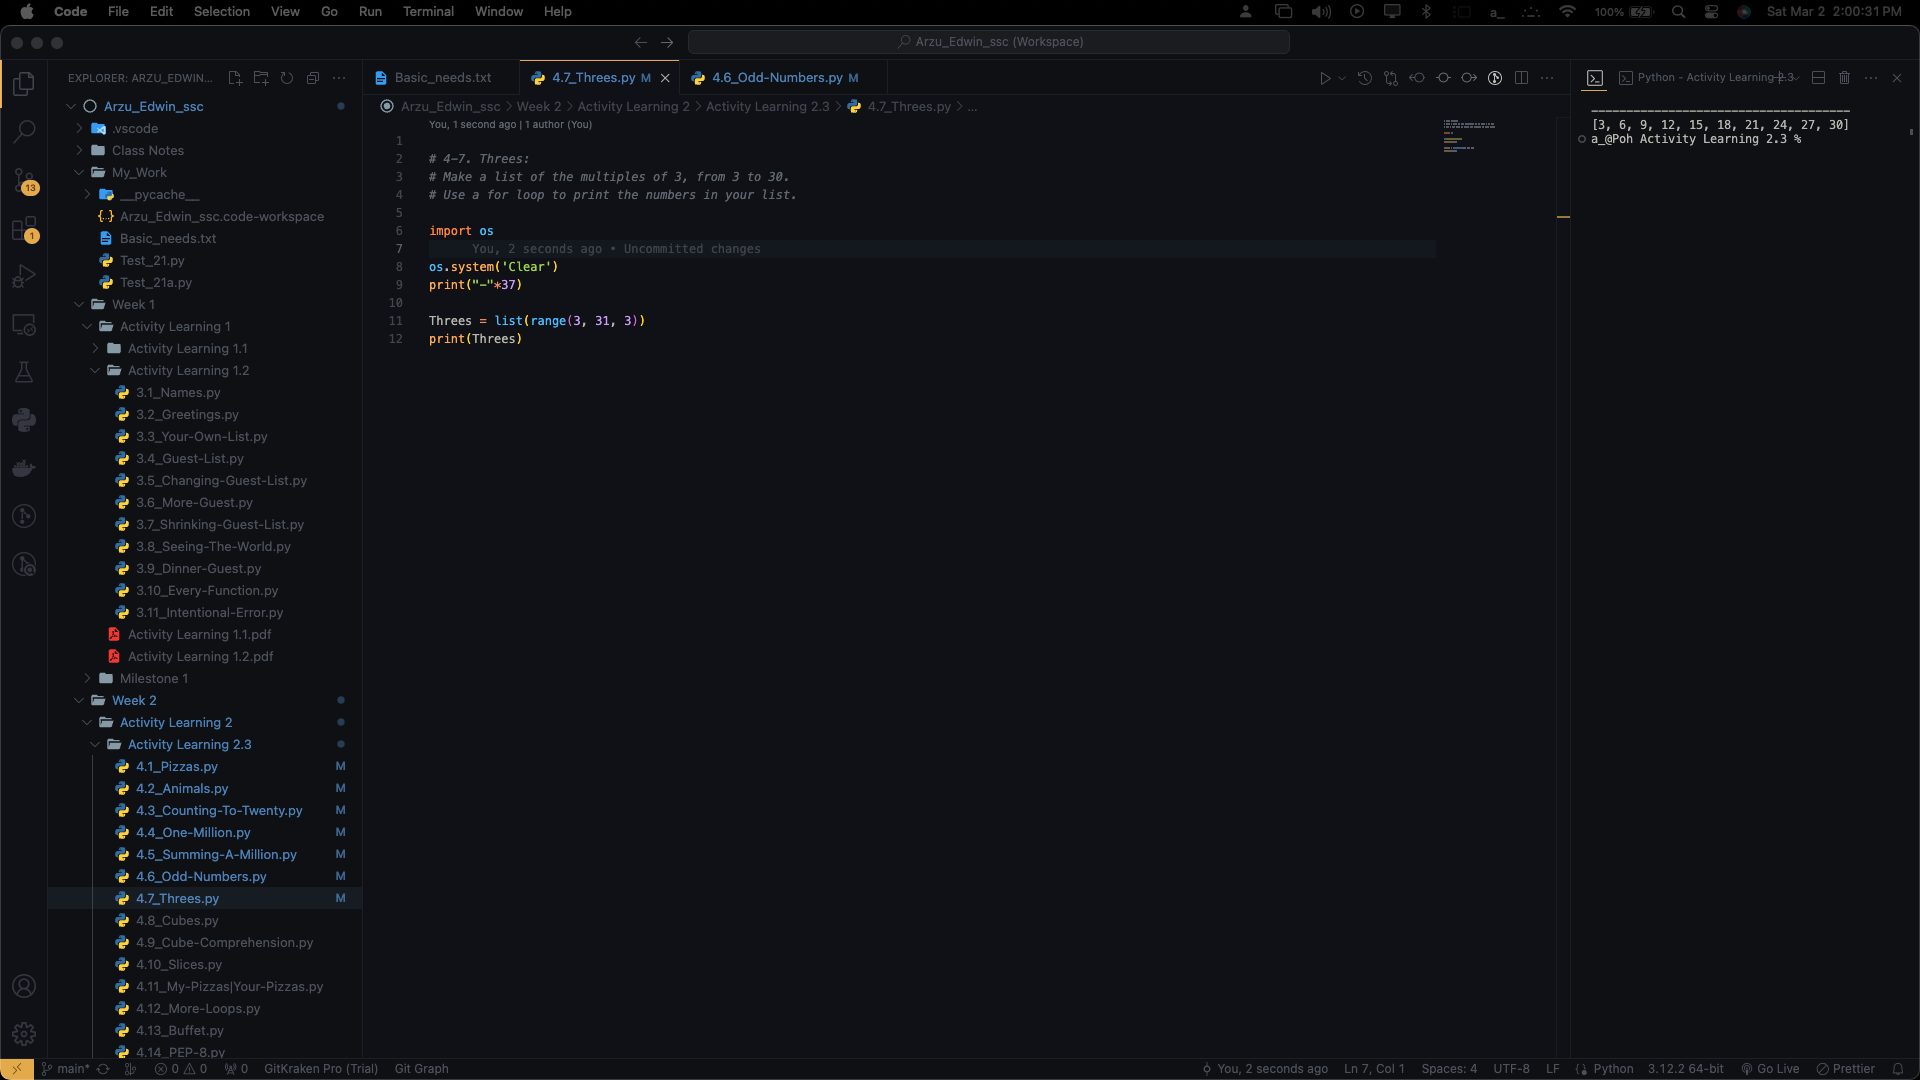 Code File Edit Selection View Go Run Terminal Window Help
a_ 100% Sat Mar 2 2:00:31 PM
Arzu_Edwin_ssc (Workspace)
EXPLORER: ARZU_EDWIN...
Arzu_Edwin_ssc
.vscode
Class Notes
My_Work
__pycache__
Arzu_Edwin_ssc.code-workspace
Basic_needs.txt
Test_21.py
Test_21a.py
Week 1
Activity Learning 1
Activity Learning 1.1
Activity Learning 1.2
3.1_Names.py
3.2_Greetings.py
3.3_Your-Own-List.py
3.4_Guest-List.py
3.5_Changing-Guest-List.py
3.6_More-Guest.py
3.7_Shrinking-Guest-List.py
3.8_Seeing-The-World.py
3.9_Dinner-Guest.py
3.10_Every-Function.py
3.11_Intentional-Error.py
Activity Learning 1.1.pdf
Activity Learning 1.2.pdf
Milestone 1
Week 2
Activity Learning 2
Activity Learning 2.3
4.1_Pizzas.py M
4.2_Animals.py M
4.3_Counting-To-Twenty.py M
4.4_One-Million.py M
4.5_Summing-A-Million.py M
4.6_Odd-Numbers.py M
4.7_Threes.py M
4.8_Cubes.py
4.9_Cube-Comprehension.py
4.10_Slices.py
4.11_My-Pizzas|Your-Pizzas.py
4.12_More-Loops.py
4.13_Buffet.py
4.14_PEP-8.py
13
1
Basic_needs.txt 4.7_Threes.py M 4.6_Odd-Numbers.py M
Arzu_Edwin_ssc > Week 2 > Activity Learning 2 > Activity Learning 2.3 > 4.7_Threes.py > ...
You, 1 second ago | 1 author (You)
1
2 # 4-7. Threes:
3 # Make a list of the multiples of 3, from 3 to 30.
4 # Use a for loop to print the numbers in your list.
5
6 import os
7 You, 2 seconds ago • Uncommitted changes
8 os.system('Clear')
9 print("-"*37)
10
11 Threes = list(range(3, 31, 3))
12 print(Threes)
Python - Activity Learning 2.3
-------------------------------------
[3, 6, 9, 12, 15, 18, 21, 24, 27, 30]
a_@Poh Activity Learning 2.3 %
main* 0 0 0 GitKraken Pro (Trial) Git Graph
You, 2 seconds ago Ln 7, Col 1 Spaces: 4 UTF-8 LF Python 3.12.2 64-bit Go Live Prettier